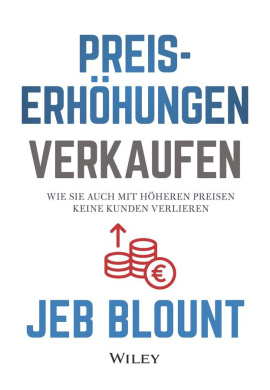 PREIS-
ERHÖHUNGEN
VERKAUFEN
WIE SIE AUCH MIT HÖHEREN PREISEN
KEINE KUNDEN VERLIEREN
€
JEB BLOUNT
WILEY